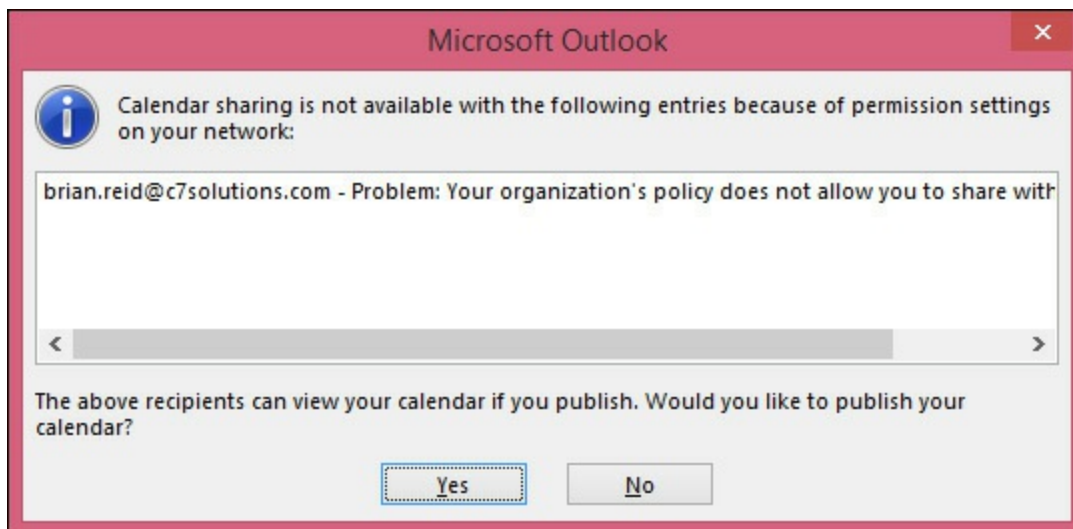 Microsoft Outlook
Calendar sharing is not available with the following entries because of permission settings
on your network:
brian.reid@c7solutions.com - Problem: Your organization's policy does not allow you to share with
The above recipients can view your calendar if you publish. Would you like to publish your
calendar?
Yes No